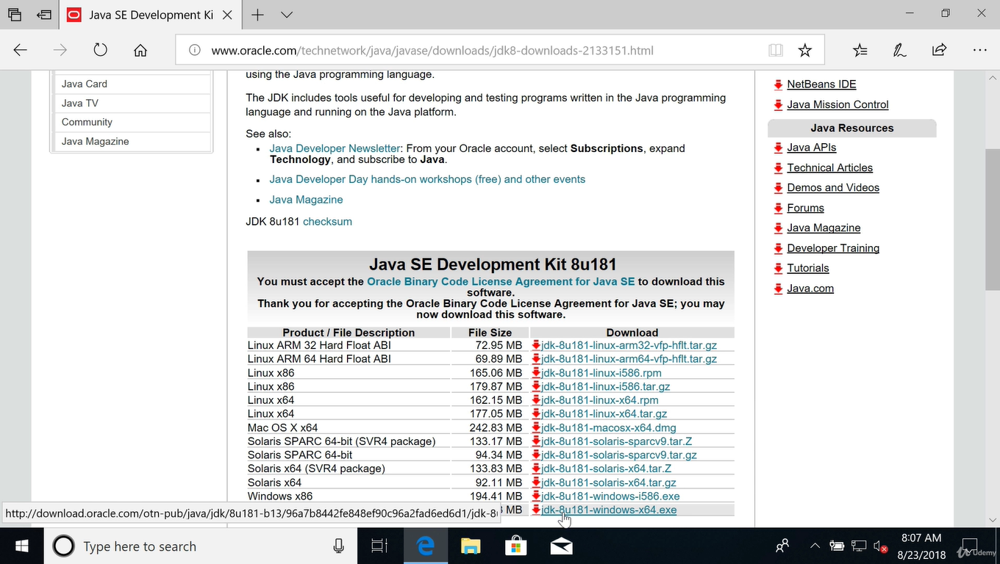 Java SE Development Ki
www.oracle.com/technetwork/java/javase/downloads/jdk8-downloads-2133151.html
Java Card
Java TV
Community
Java Magazine
using the Java programming language.
The JDK includes tools useful for developing and testing programs written in the Java programming
language and running on the Java platform.
See also:
Java Developer Newsletter: From your Oracle account, select Subscriptions, expand
Technology, and subscribe to Java.
Java Developer Day hands-on workshops (free) and other events
Java Magazine
JDK 8u181 checksum
Java SE Development Kit 8u181
You must accept the Oracle Binary Code License Agreement for Java SE to download this
software.
Thank you for accepting the Oracle Binary Code License Agreement for Java SE; you may
now download this software.
Product / File Description File Size Download
Linux ARM 32 Hard Float ABI 72.95 MB jdk-8u181-linux-arm32-vfp-hflt.tar.gz
Linux ARM 64 Hard Float ABI 69.89 MB jdk-8u181-linux-arm64-vfp-hflt.tar.gz
Linux x86 165.06 MB jdk-8u181-linux-i586.rpm
Linux x86 179.87 MB jdk-8u181-linux-i586.tar.gz
Linux x64 162.15 MB jdk-8u181-linux-x64.rpm
Linux x64 177.05 MB jdk-8u181-linux-x64.tar.gz
Mac OS X x64 242.83 MB jdk-8u181-macosx-x64.dmg
Solaris SPARC 64-bit (SVR4 package) 133.17 MB jdk-8u181-solaris-sparcv9.tar.Z
Solaris SPARC 64-bit 94.34 MB jdk-8u181-solaris-sparcv9.tar.gz
Solaris x64 (SVR4 package) 133.83 MB jdk-8u181-solaris-x64.tar.Z
Solaris x64 92.11 MB jdk-8u181-solaris-x64.tar.gz
Windows x86 194.41 MB jdk-8u181-windows-i586.exe
MB jdk-8u181-windows-x64.exe
http://download.oracle.com/otn-pub/java/jdk/8u181-b13/96a7b8442fe848ef90c96a2fad6ed6d1/jdk-8u
NetBeans IDE
Java Mission Control
Java Resources
Java APIs
Technical Articles
Demos and Videos
Forums
Java Magazine
Developer Training
Tutorials
Java.com
Type here to search
8:07 AM
8/23/2018
Udemy